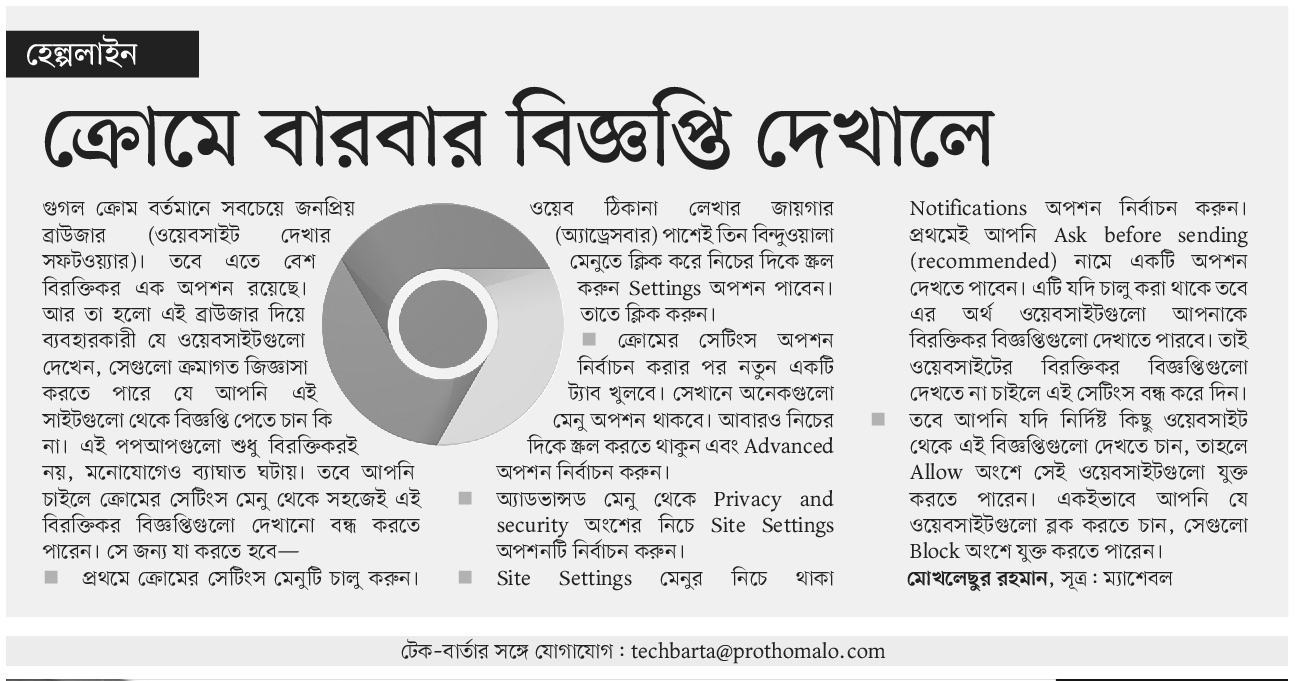 হেল্পলাইন
ক্রোমে বারবার বিজ্ঞপ্তি দেখালে
গুগল ক্রোম বর্তমানে সবচেয়ে জনপ্রিয়
ব্রাউজার (ওয়েবসাইট দেখার
সফটওয়্যার)। তবে এতে বেশ
বিরক্তিকর এক অপশন রয়েছে।
আর তা হলো এই ব্রাউজার দিয়ে
ব্যবহারকারী যে ওয়েবসাইটগুলো
দেখেন, সেগুলো ক্রমাগত জিজ্ঞাসা
করতে পারে যে আপনি এই
সাইটগুলো থেকে বিজ্ঞপ্তি পেতে চান কি
না। এই পপআপগুলো শুধু বিরক্তিকরই
নয়, মনোযোগেও ব্যাঘাত ঘটায়। তবে আপনি
চাইলে ক্রোমের সেটিংস মেনু থেকে সহজেই এই
বিরক্তিকর বিজ্ঞপ্তিগুলো দেখানো বন্ধ করতে
পারেন। সে জন্য যা করতে হবে—
■ প্রথমে ক্রোমের সেটিংস মেনুটি চালু করুন।
ওয়েব ঠিকানা লেখার জায়গার
(অ্যাড্রেসবার) পাশেই তিন বিন্দুওয়ালা
মেনুতে ক্লিক করে নিচের দিকে স্ক্রল
করুন Settings অপশন পাবেন।
তাতে ক্লিক করুন।
■ ক্রোমের সেটিংস অপশন
নির্বাচন করার পর নতুন একটি
ট্যাব খুলবে। সেখানে অনেকগুলো
মেনু অপশন থাকবে। আবারও নিচের
দিকে স্ক্রল করতে থাকুন এবং Advanced
অপশন নির্বাচন করুন।
■ অ্যাডভান্সড মেনু থেকে Privacy and
security অংশের নিচে Site Settings
অপশনটি নির্বাচন করুন।
■ Site Settings মেনুর নিচে থাকা
Notifications অপশন নির্বাচন করুন।
প্রথমেই আপনি Ask before sending
(recommended) নামে একটি অপশন
দেখতে পাবেন। এটি যদি চালু করা থাকে তবে
এর অর্থ ওয়েবসাইটগুলো আপনাকে
বিরক্তিকর বিজ্ঞপ্তিগুলো দেখাতে পারবে। তাই
ওয়েবসাইটের বিরক্তিকর বিজ্ঞপ্তিগুলো
দেখতে না চাইলে এই সেটিংস বন্ধ করে দিন।
■ তবে আপনি যদি নির্দিষ্ট কিছু ওয়েবসাইট
থেকে এই বিজ্ঞপ্তিগুলো দেখতে চান, তাহলে
Allow অংশে সেই ওয়েবসাইটগুলো যুক্ত
করতে পারেন। একইভাবে আপনি যে
ওয়েবসাইটগুলো ব্লক করতে চান, সেগুলো
Block অংশে যুক্ত করতে পারেন।
মোখলেছুর রহমান, সূত্র : ম্যাশেবল
টেক-বার্তার সঙ্গে যোগাযোগ : techbarta@prothomalo.com